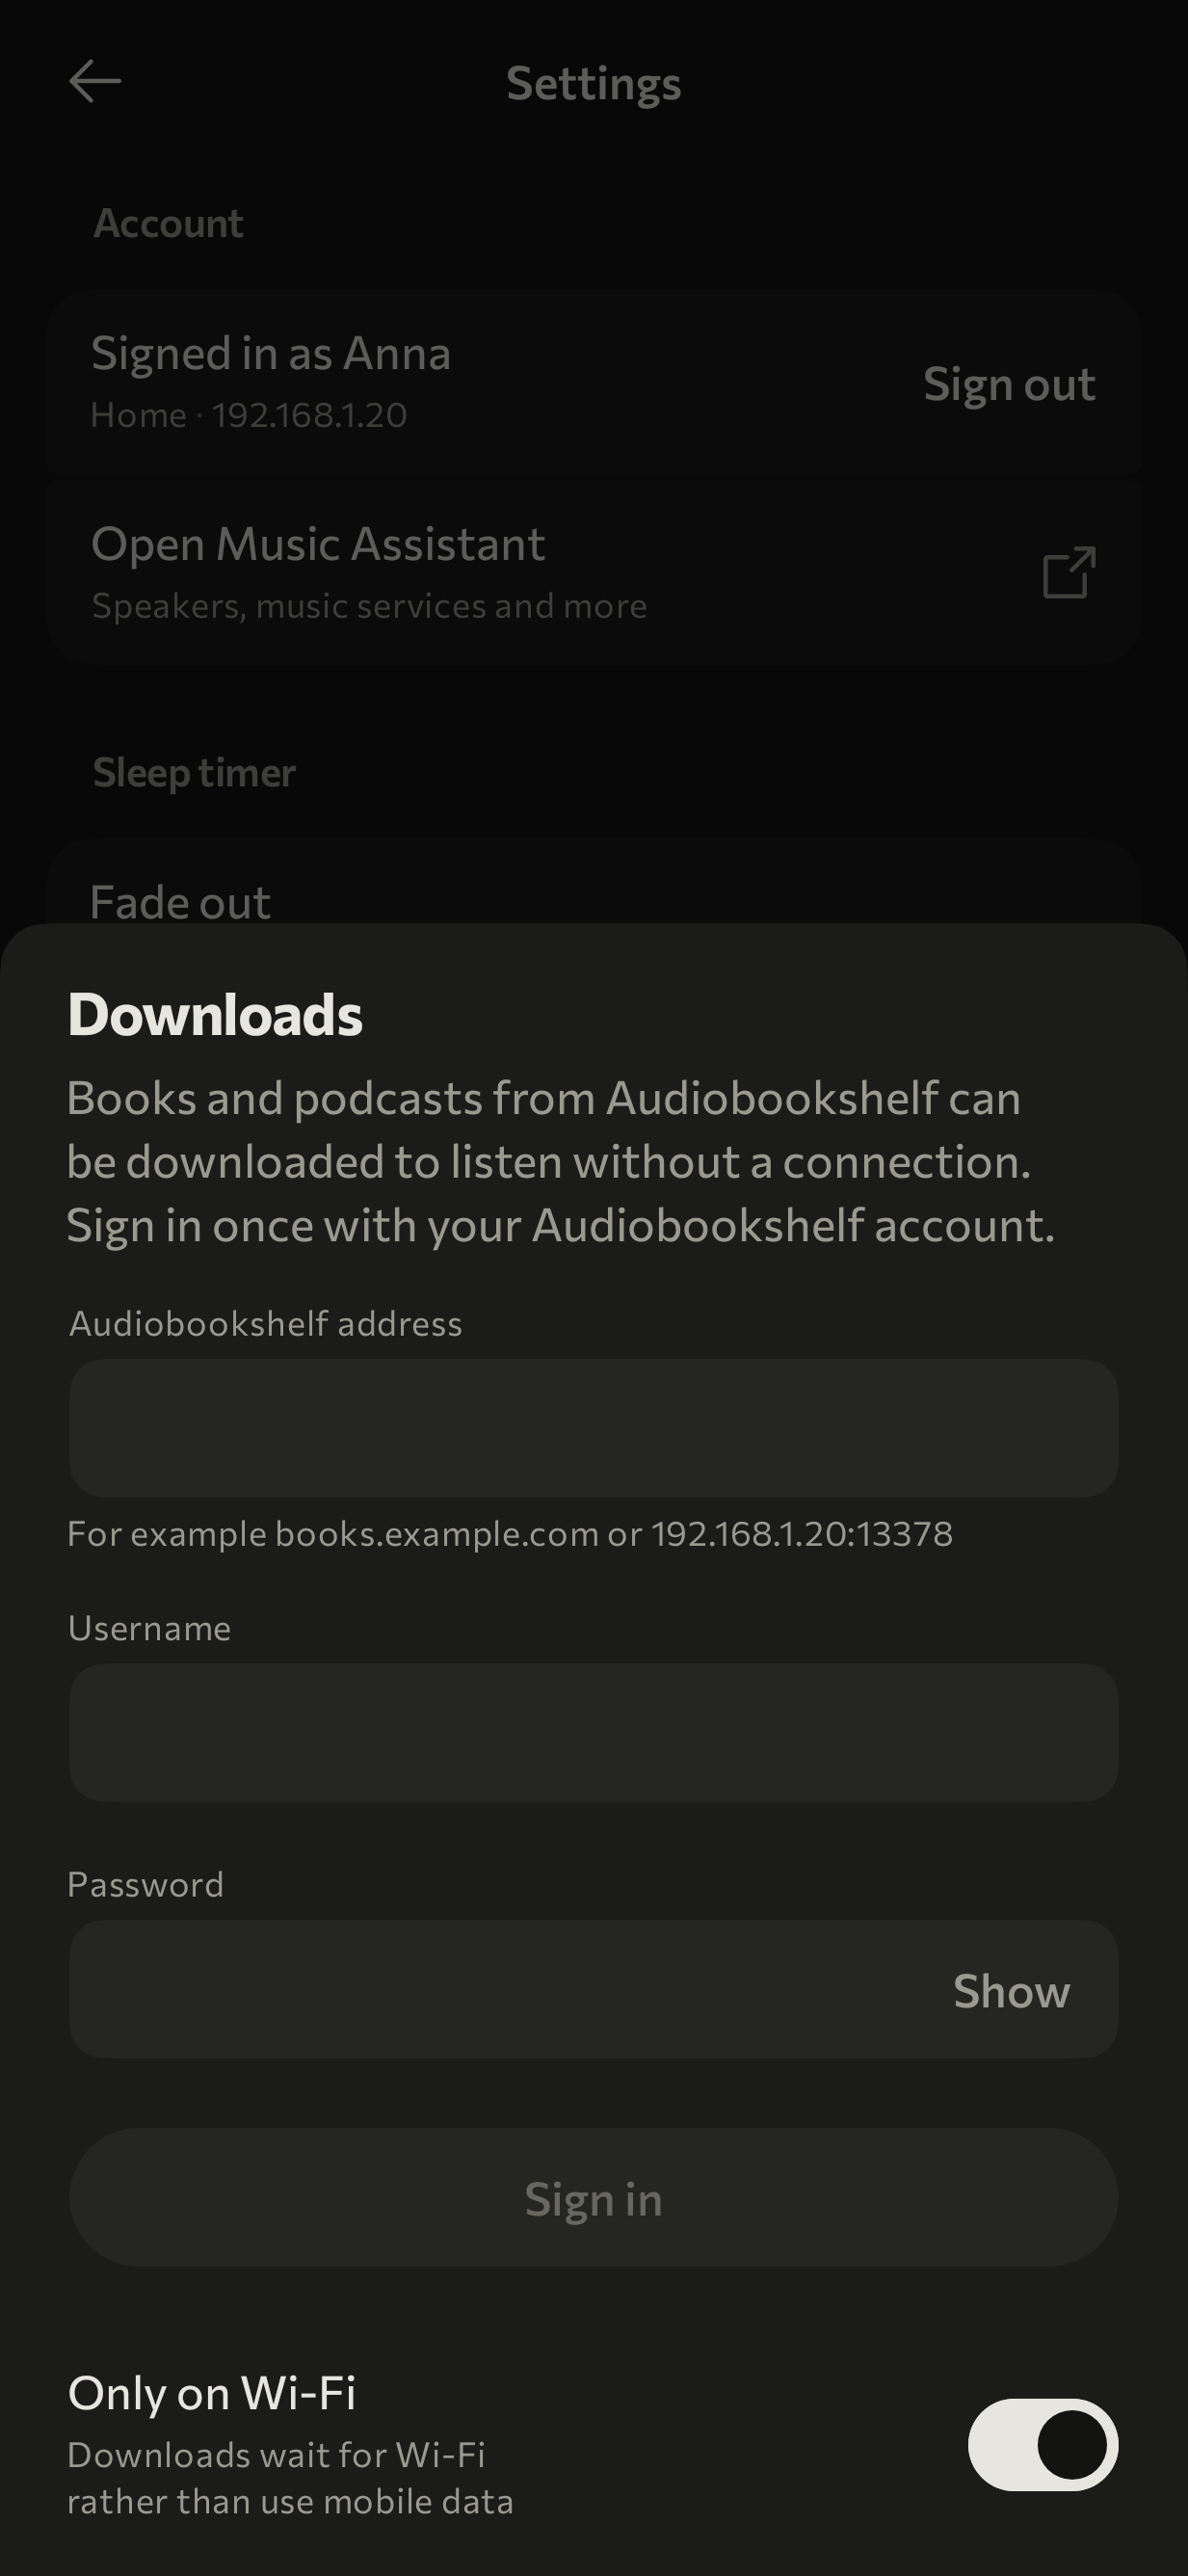 Settings
Account
Signed in as Anna
Home · 192.168.1.20
Sign out
Open Music Assistant
Speakers, music services and more
Sleep timer
Fade out
Downloads
Books and podcasts from Audiobookshelf can
be downloaded to listen without a connection.
Sign in once with your Audiobookshelf account.
Audiobookshelf address
For example books.example.com or 192.168.1.20:13378
Username
Password
Show
Sign in
Only on Wi-Fi
Downloads wait for Wi-Fi
rather than use mobile data